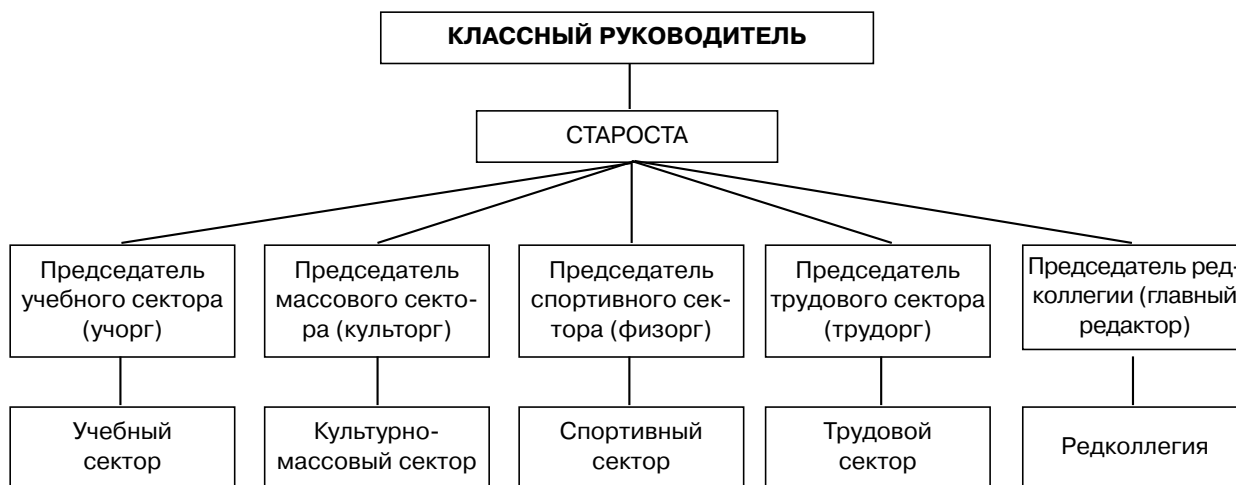 КЛАССНЫЙ РУКОВОДИТЕЛЬ
СТАРОСТА
Председатель
учебного сектора
(учорг)
Председатель
массового секто-
ра (культорг)
Председатель
спортивного сек-
тора (физорг)
Председатель
трудового сектора
(трудорг)
Председатель ред-
коллегии (главный
редактор)
Учебный
сектор
Культурно-
массовый сектор
Спортивный
сектор
Трудовой
сектор
Редколлегия